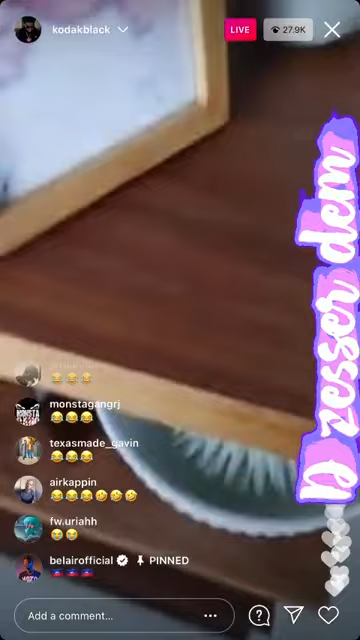 kodakblack
LIVE
27.9K
D zesser dem
monstagangrj
😂😂😂
texasmade_gavin
😂😂😂
airkappin
😂😂😂🤣🤣🤣
fw.uriahh
😭😭
belairofficial PINNED
🇭🇹🇭🇹🇭🇹
Add a comment...